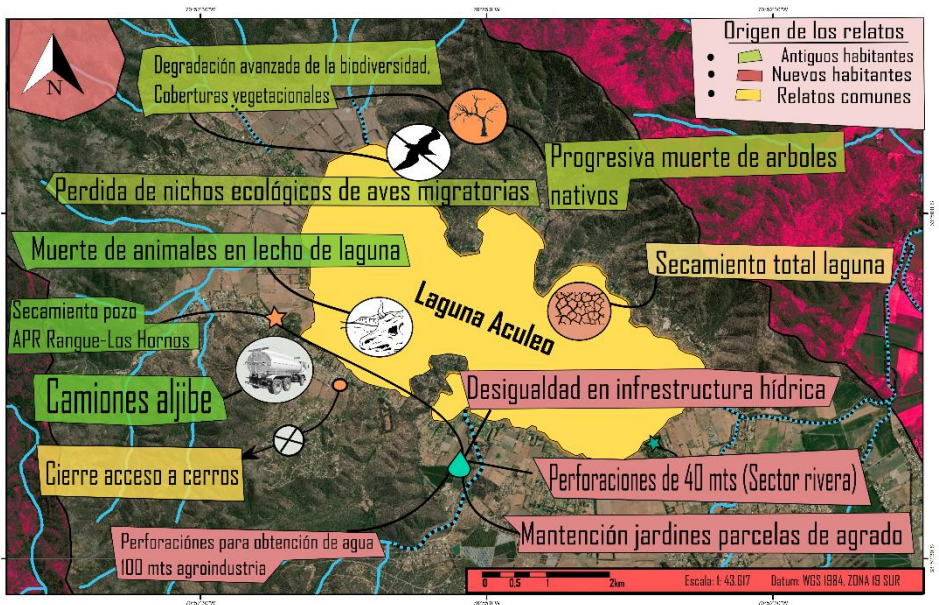 Origen de los relatos
Antiguos habitantes
Nuevos habitantes
Relatos comunes
N
Degradación avanzada de la biodiversidad,
Coberturas vegetacionales
Progresiva muerte de arboles
nativos
Perdida de nichos ecológicos de aves migratorias
Muerte de animales en lecho de laguna
Secamiento total laguna
Laguna Aculeo
Secamiento pozo
APR Rangue-Los Hornos
Camiones aljibe
Desigualdad en infraestructura hídrica
Cierre acceso a cerros
Perforaciones de 40 mts (Sector rivera)
Perforaciónes para obtención de agua
100 mts agroindustria
Mantención jardines parcelas de agrado
0 0,5 1 2km
Escala: 1: 43.617 Datum: WGS 1984, ZONA 19 SUR